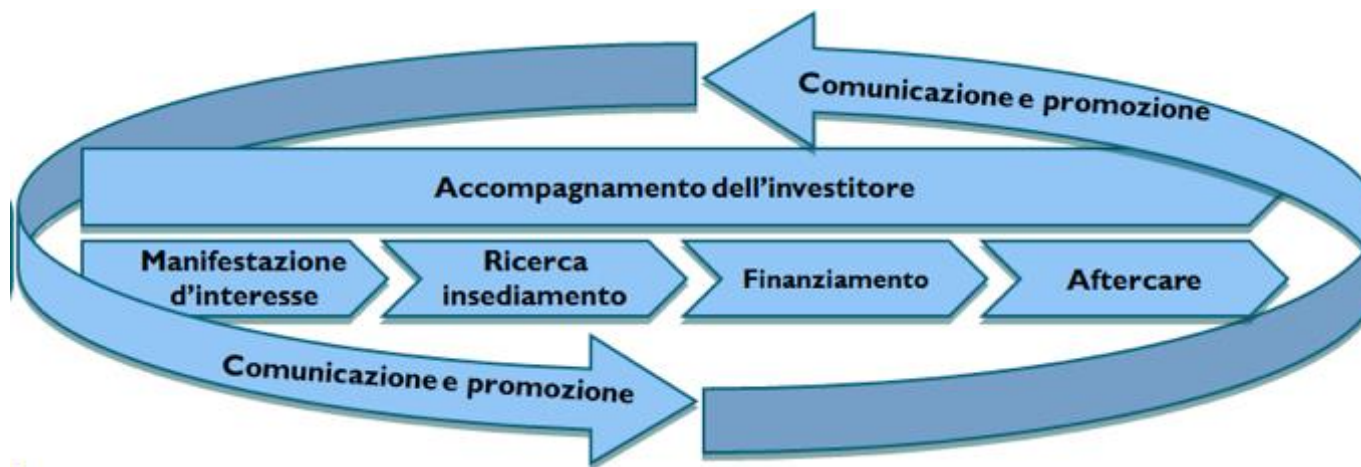 Comunicazione e promozione
Accompagnamento dell'investitore
Manifestazione
d'interesse
Ricerca
insediamento
Finanziamento
Aftercare
Comunicazione e promozione